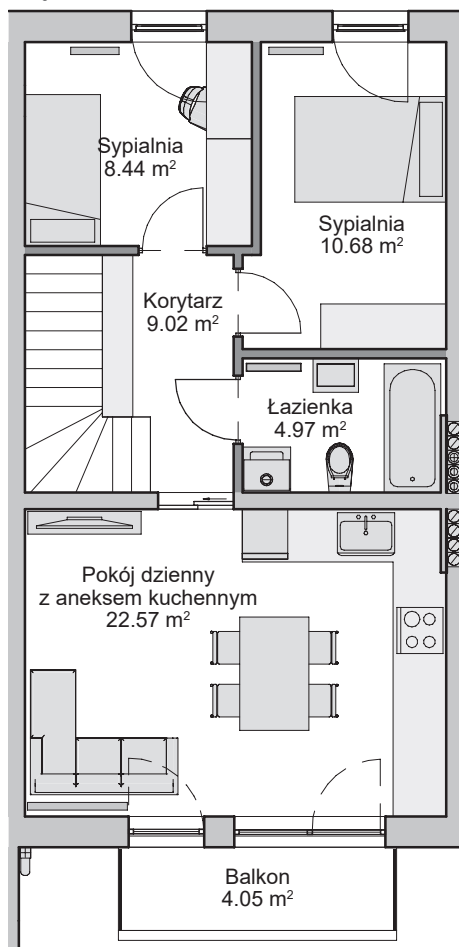 Sypialnia
8.44 m²
Sypialnia
10.68 m²
Korytarz
9.02 m²
Łazienka
4.97 m²
Pokój dzienny
z aneksem kuchennym
22.57 m²
Balkon
4.05 m²